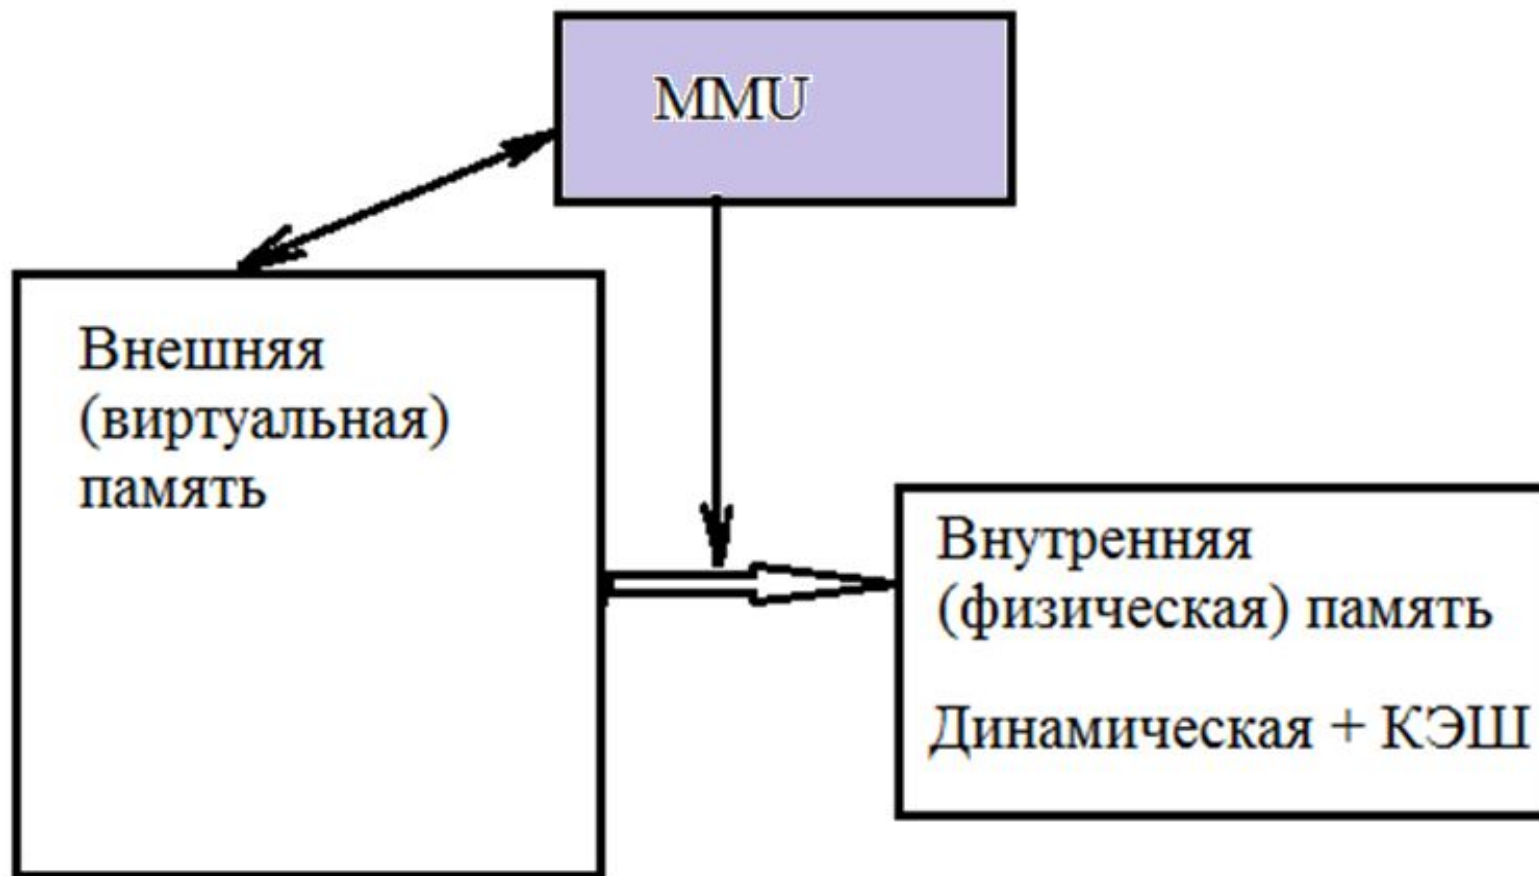 MMU
Внешняя
(виртуальная)
память
Внутренняя
(физическая) память
Динамическая + КЭШ